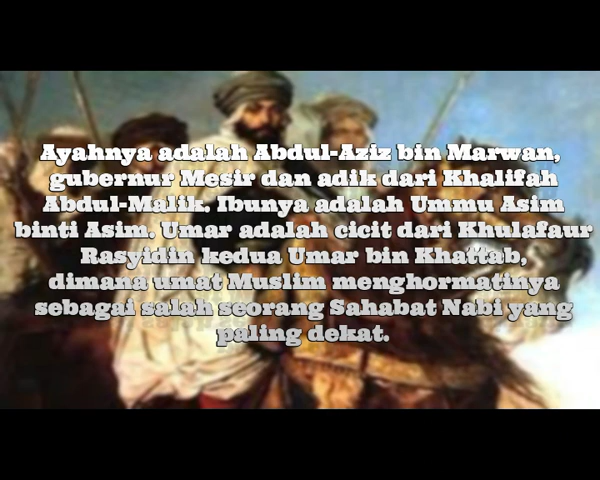 Ayahnya adalah Abdul-Aziz bin Marwan,
gubernur Mesir dan adik dari Khalifah
Abdul-Malik. Ibunya adalah Ummu Asim
binti Asim. Umar adalah cicit dari Khulafaur
Rasyidin kedua Umar bin Khattab,
dimana umat Muslim menghormatinya
sebagai salah seorang Sahabat Nabi yang
paling dekat.